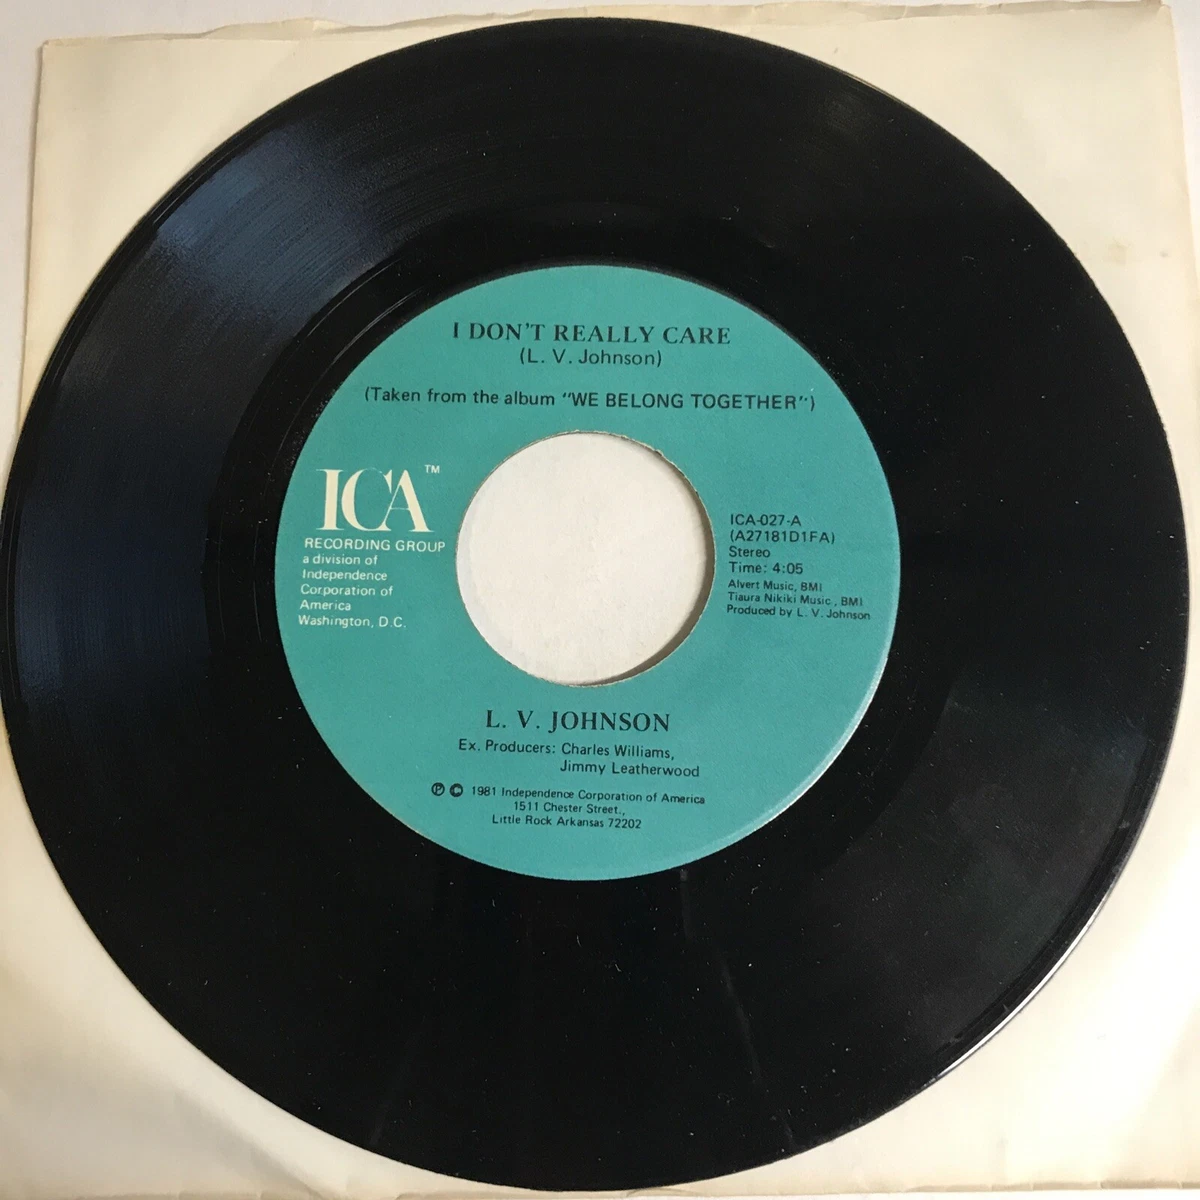 I DON'T REALLY CARE
(L. V. Johnson)
(Taken from the album "WE BELONG TOGETHER")
ICA™
RECORDING GROUP
a division of
Independence
Corporation of
America
Washington, D.C.
ICA-027-A
(A27181D1FA)
Stereo
Time: 4:05
Alvert Music, BMI
Tiaura Nikiki Music, BMI
Produced by L. V. Johnson
L. V. JOHNSON
Ex. Producers: Charles Williams,
Jimmy Leatherwood
℗ © 1981 Independence Corporation of America
1511 Chester Street.,
Little Rock Arkansas 72202